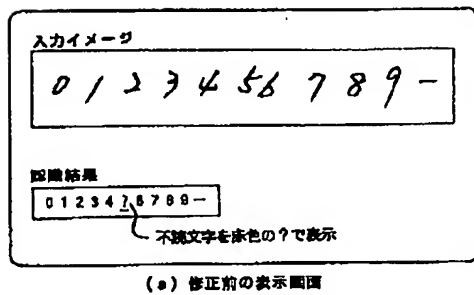 入力イメージ
0 1 2 3 4 5 6 7 8 9 -
認識結果
0 1 2 3 4 ? 6 7 8 9 -
不読文字を赤色の?で表示
(a) 修正前の表示画面